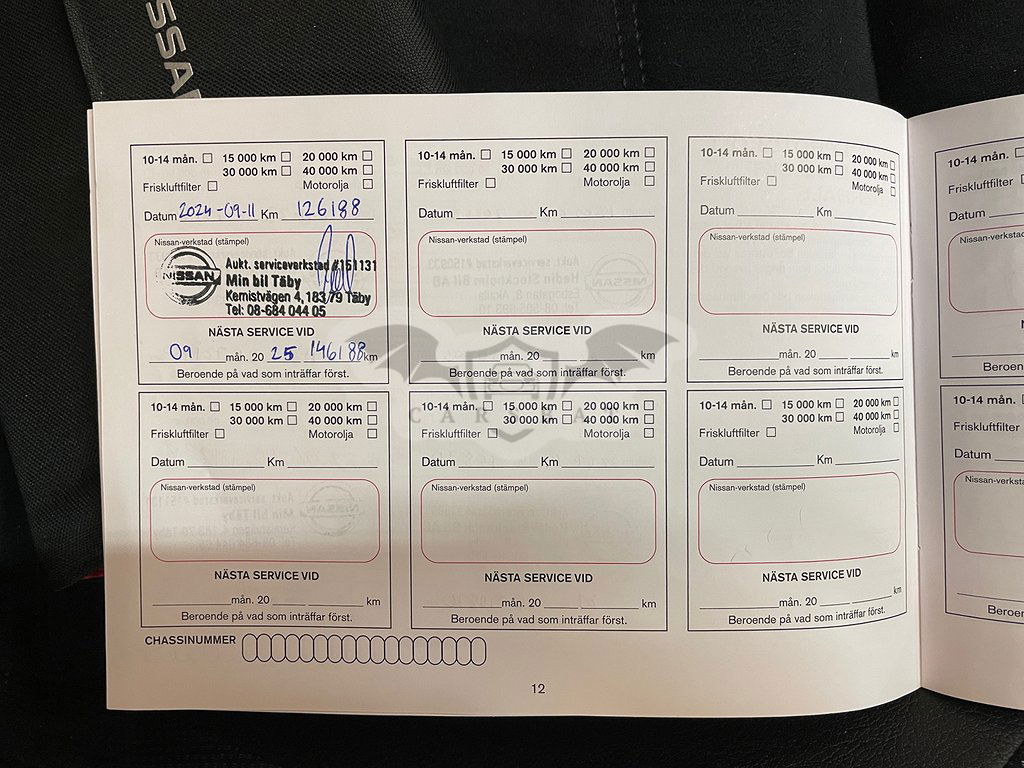 NISSAN
10-14 mån. 15 000 km 20 000 km
30 000 km 40 000 km
Friskluftfilter Motorolja
Datum 2024-09-11 Km 126188
Nissan-verkstad (stämpel)
NISSAN
Aukt. serviceverkstad #151131
Min bil Täby
Kemistvägen 4, 183 79 Täby
Tel: 08-684 044 05
NÄSTA SERVICE VID
09 mån. 20 25 146188 km
Beroende på vad som inträffar först.
10-14 mån. 15 000 km 20 000 km
30 000 km 40 000 km
Friskluftfilter Motorolja
Datum Km
Nissan-verkstad (stämpel)
NÄSTA SERVICE VID
mån. 20 km
Beroende på vad som inträffar först.
10-14 mån. 15 000 km 20 000 km
30 000 km 40 000 km
Friskluftfilter Motorolja
Datum Km
Nissan-verkstad (stämpel)
NÄSTA SERVICE VID
mån. 20 km
Beroende på vad som inträffar först.
10-14 mån.
Friskluftfilter
Datum
Nissan-verkstad
10-14 mån. 15 000 km 20 000 km
30 000 km 40 000 km
Friskluftfilter Motorolja
Datum Km
Nissan-verkstad (stämpel)
NÄSTA SERVICE VID
mån. 20 km
Beroende på vad som inträffar först.
10-14 mån. 15 000 km 20 000 km
30 000 km 40 000 km
Friskluftfilter Motorolja
Datum Km
Nissan-verkstad (stämpel)
NÄSTA SERVICE VID
mån. 20 km
Beroende på vad som inträffar först.
10-14 mån. 15 000 km 20 000 km
30 000 km 40 000 km
Friskluftfilter Motorolja
Datum Km
Nissan-verkstad (stämpel)
NÄSTA SERVICE VID
mån. 20 km
Beroende på vad som inträffar först.
10-14 mån.
Friskluftfilter
Datum
CHASSINUMMER
12